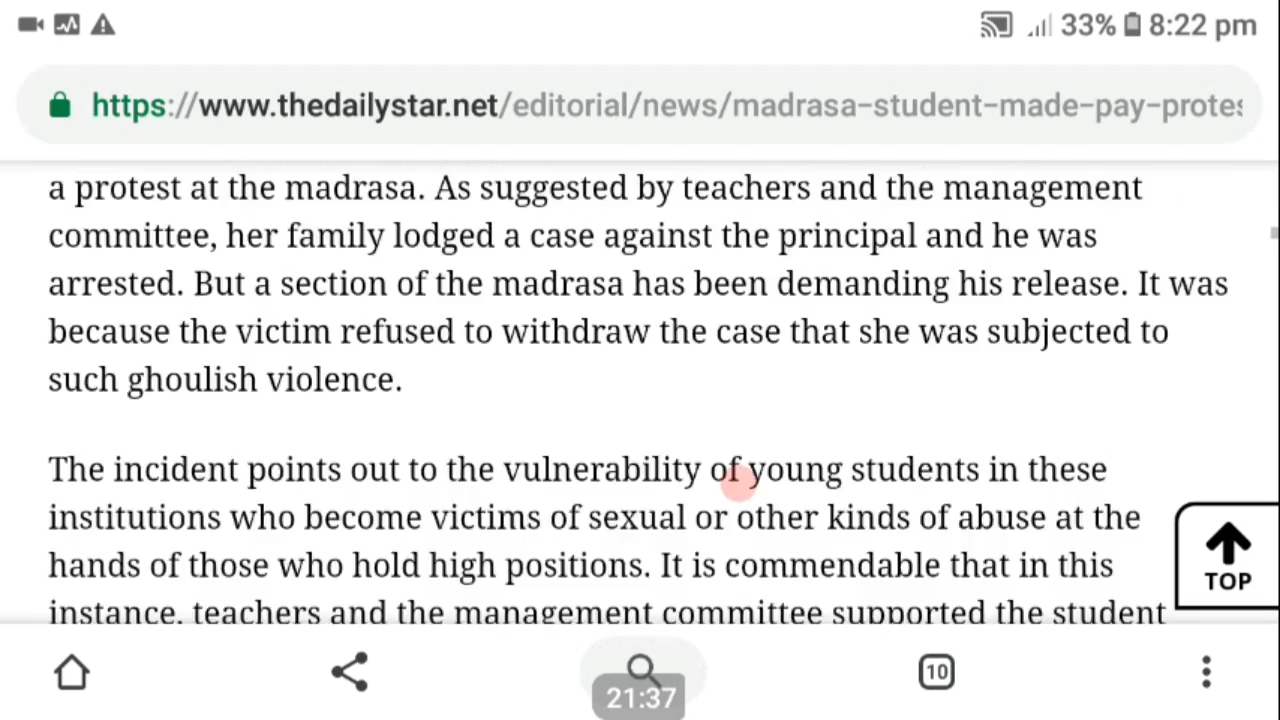 33% 8:22 pm
https://www.thedailystar.net/editorial/news/madrasa-student-made-pay-protes
a protest at the madrasa. As suggested by teachers and the management
committee, her family lodged a case against the principal and he was
arrested. But a section of the madrasa has been demanding his release. It was
because the victim refused to withdraw the case that she was subjected to
such ghoulish violence.
The incident points out to the vulnerability of young students in these
institutions who become victims of sexual or other kinds of abuse at the
hands of those who hold high positions. It is commendable that in this
instance, teachers and the management committee supported the student
TOP
10
21:37